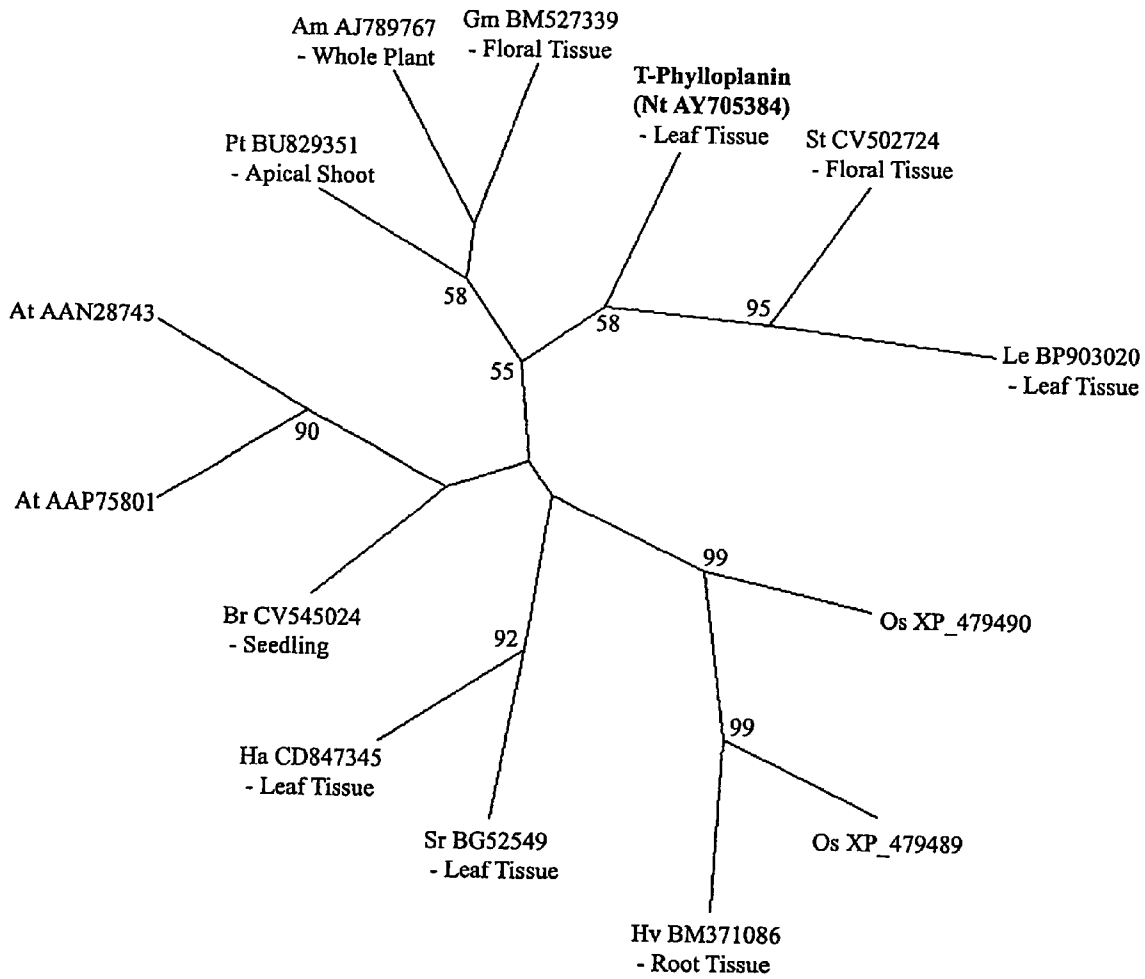 Am AJ789767
- Whole Plant
Gm BM527339
- Floral Tissue
T-Phylloplanin
(Nt AY705384)
- Leaf Tissue
St CV502724
- Floral Tissue
Pt BU829351
- Apical Shoot
58
58
95
55
Le BP903020
- Leaf Tissue
At AAN28743
90
At AAP75801
Br CV545024
- Seedling
99
Os XP_479490
92
Ha CD847345
- Leaf Tissue
99
Sr BG52549
- Leaf Tissue
Os XP_479489
Hv BM371086
- Root Tissue